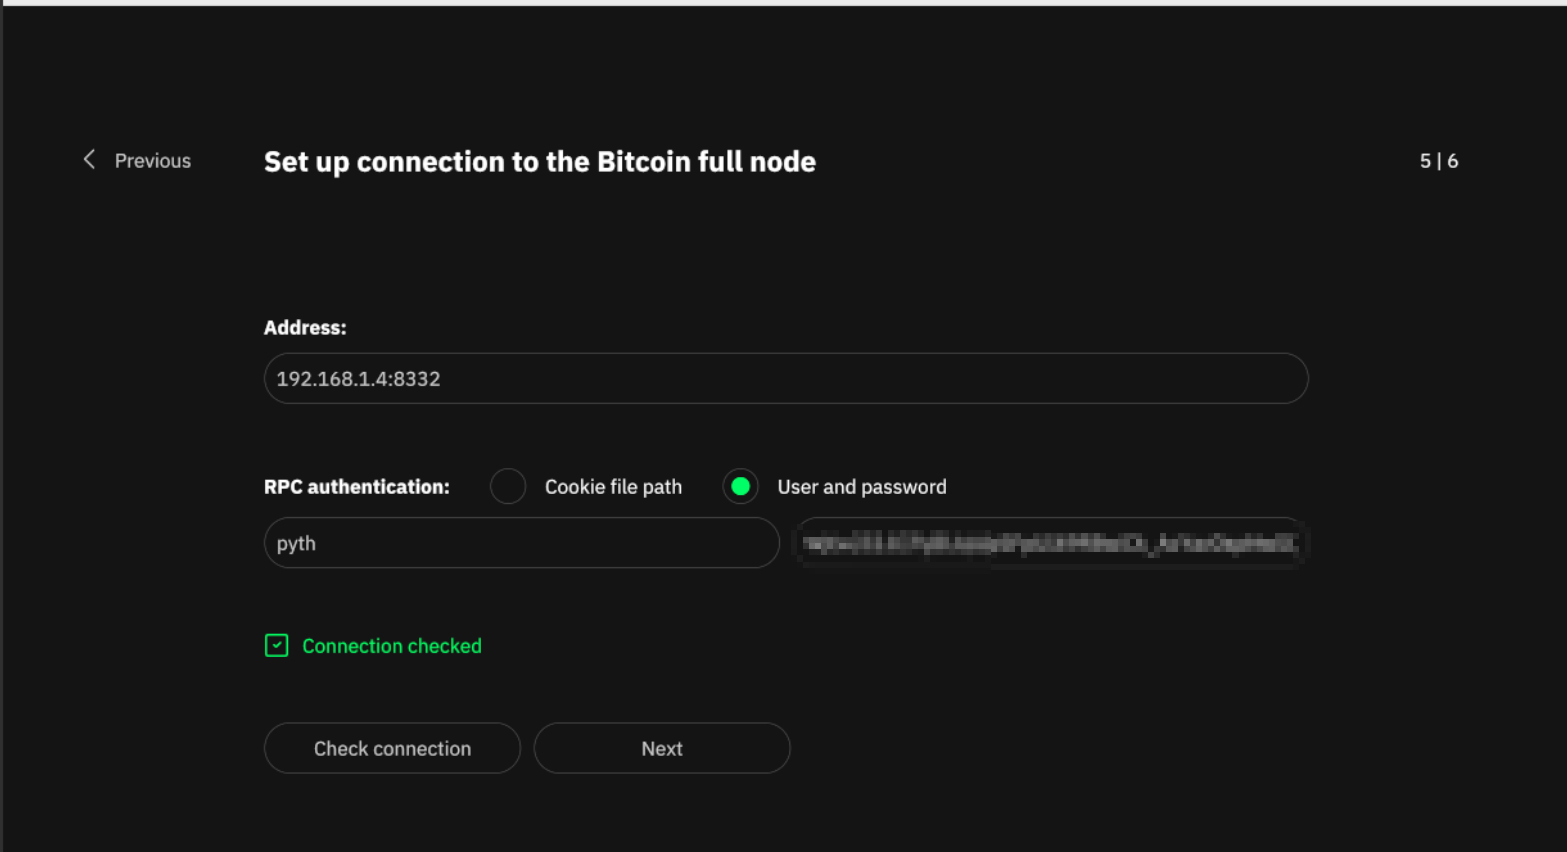 Previous
Set up connection to the Bitcoin full node
5 | 6
Address:
192.168.1.4:8332
RPC authentication:
Cookie file path
User and password
pyth
Connection checked
Check connection
Next